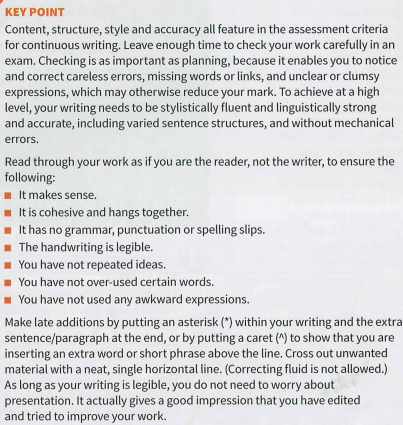 KEY POINT
Content, structure, style and accuracy all feature in the assessment criteria
for continuous writing. Leave enough time to check your work carefully in an
exam. Checking is as important as planning, because it enables you to notice
and correct careless errors, missing words or links, and unclear or clumsy
expressions, which may otherwise reduce your mark. To achieve at a high
level, your writing needs to be stylistically fluent and linguistically strong
and accurate, including varied sentence structures, and without mechanical
errors.
Read through your work as if you are the reader, not the writer, to ensure the
following:
■ It makes sense.
■ It is cohesive and hangs together.
■ It has no grammar, punctuation or spelling slips.
■ The handwriting is legible.
■ You have not repeated ideas.
■ You have not over-used certain words.
■ You have not used any awkward expressions.
Make late additions by putting an asterisk (*) within your writing and the extra
sentence/paragraph at the end, or by putting a caret (^) to show that you are
inserting an extra word or short phrase above the line. Cross out unwanted
material with a neat, single horizontal line. (Correcting fluid is not allowed.)
As long as your writing is legible, you do not need to worry about
presentation. It actually gives a good impression that you have edited
and tried to improve your work.